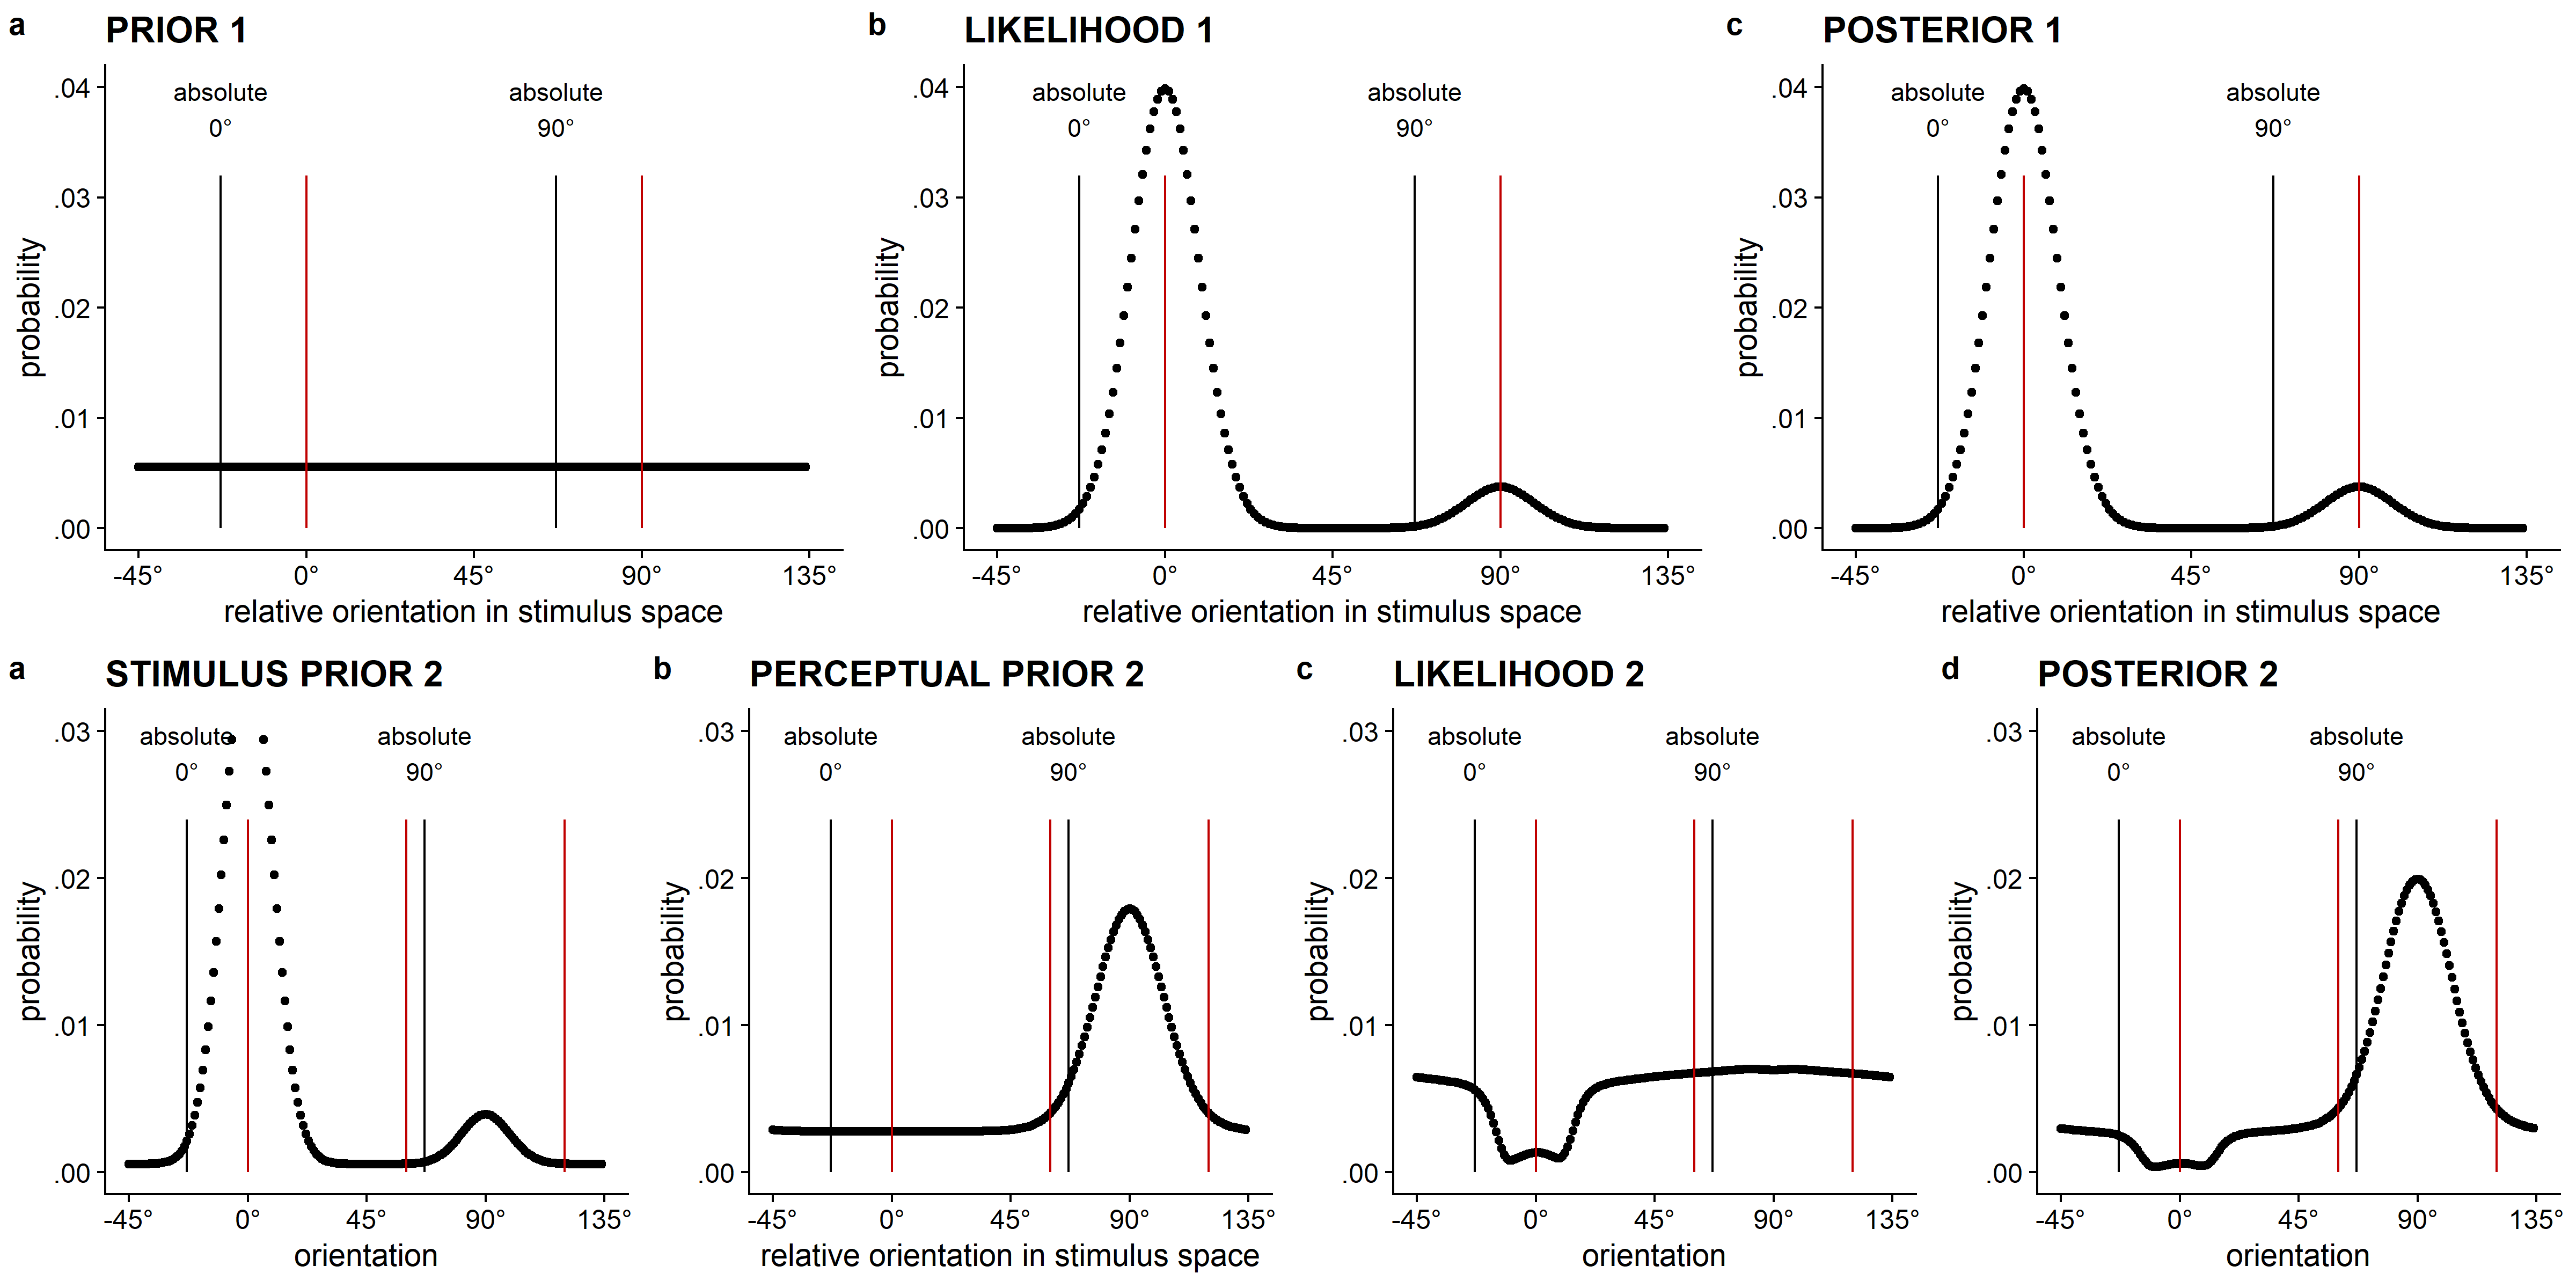 a PRIOR 1
absolute absolute
0° 90°
.04
.03
.02
.01
.00
probability
-45° 0° 45° 90° 135°
relative orientation in stimulus space
b LIKELIHOOD 1
absolute absolute
0° 90°
.04
.03
.02
.01
.00
probability
-45° 0° 45° 90° 135°
relative orientation in stimulus space
c POSTERIOR 1
absolute absolute
0° 90°
.04
.03
.02
.01
.00
probability
-45° 0° 45° 90° 135°
relative orientation in stimulus space
a STIMULUS PRIOR 2
absolute absolute
0° 90°
.03
.02
.01
.00
probability
-45° 0° 45° 90° 135°
orientation
b PERCEPTUAL PRIOR 2
absolute absolute
0° 90°
.03
.02
.01
.00
probability
-45° 0° 45° 90° 135°
relative orientation in stimulus space
c LIKELIHOOD 2
absolute absolute
0° 90°
.03
.02
.01
.00
probability
-45° 0° 45° 90° 135°
orientation
d POSTERIOR 2
absolute absolute
0° 90°
.03
.02
.01
.00
probability
-45° 0° 45° 90° 135°
orientation